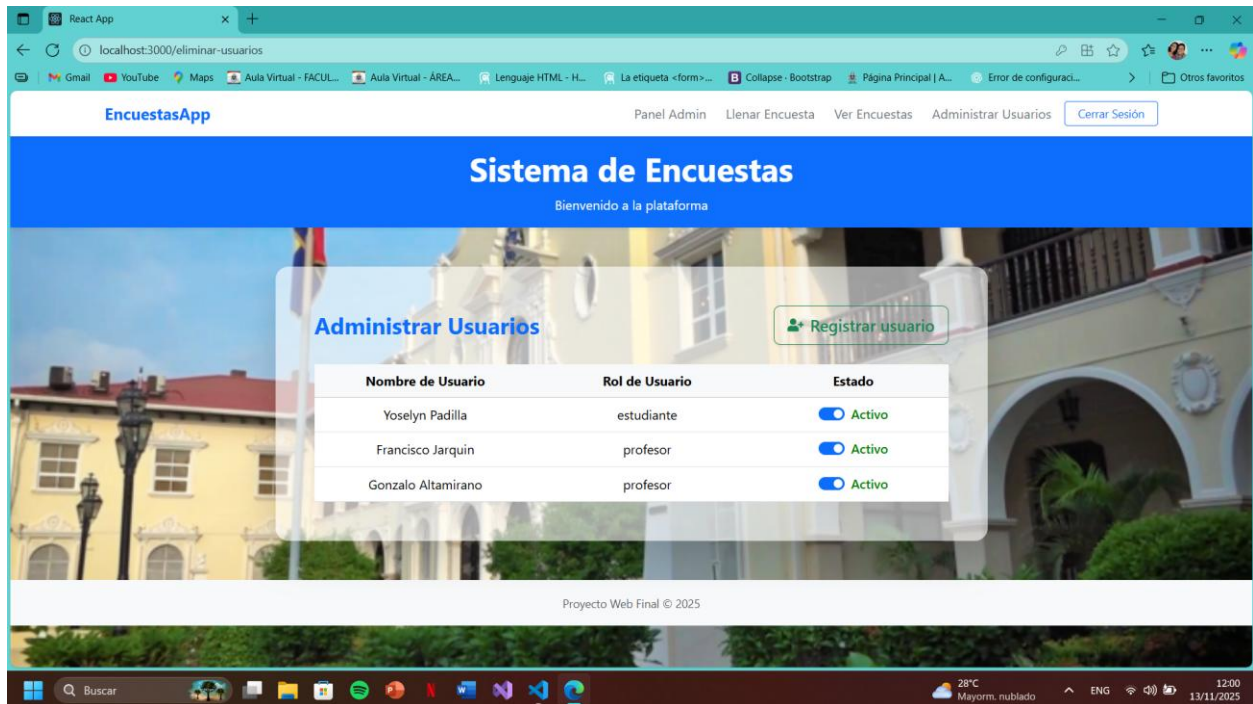 React App
localhost:3000/eliminar-usuarios
Gmail YouTube Maps Aula Virtual - FACUL... Aula Virtual - ÁREA... Lenguaje HTML - H... La etiqueta <form>... Collapse · Bootstrap Página Principal | A... Error de configuraci... Otros favoritos
EncuestasApp Panel Admin Llenar Encuesta Ver Encuestas Administrar Usuarios Cerrar Sesión
Sistema de Encuestas
Bienvenido a la plataforma
Administrar Usuarios Registrar usuario
Nombre de Usuario Rol de Usuario Estado
Yoselyn Padilla estudiante Activo
Francisco Jarquin profesor Activo
Gonzalo Altamirano profesor Activo
Proyecto Web Final © 2025
Buscar 28°C ENG 12:00
Mayorm. nublado 13/11/2025